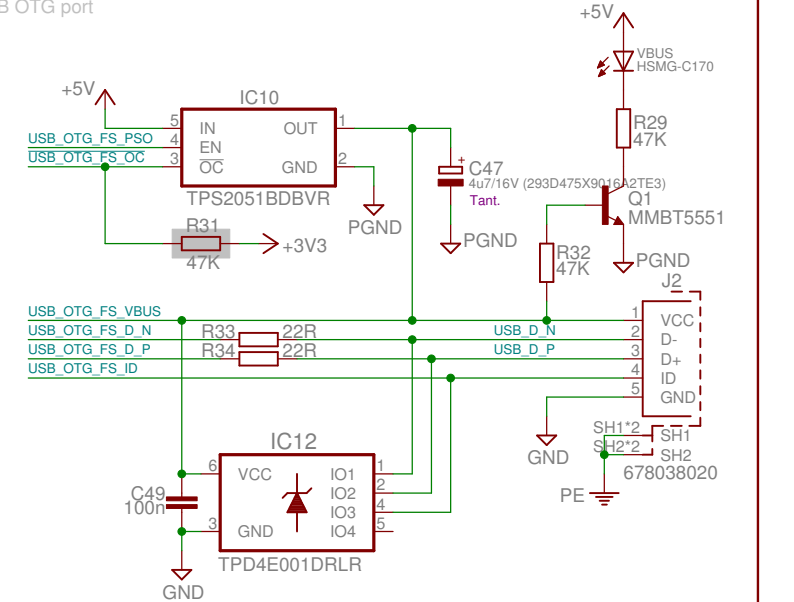 B OTG port
+5V
VBUS
HSMG-C170
+5V
IC10
R29
47K
USB_OTG_FS_PSO
USB_OTG_FS_OC
5
4
3
IN
EN
OC
OUT
GND
1
2
TPS2051BDBVR
+
C47
4u7/16V (293D475X9016A2TE3)
Tant.
Q1
MMBT5551
R31
47K
+3V3
PGND
PGND
R32
47K
PGND
J2
USB_OTG_FS_VBUS
USB_OTG_FS_D_N
USB_OTG_FS_D_P
USB_OTG_FS_ID
R33
22R
R34
22R
USB_D_N
USB_D_P
1
2
3
4
5
VCC
D-
D+
ID
GND
SH1*2
SH2*2
SH1
SH2
678038020
GND
PE
IC12
6
3
VCC
GND
IO1
IO2
IO3
IO4
1
2
4
5
C49
100n
TPD4E001DRLR
GND